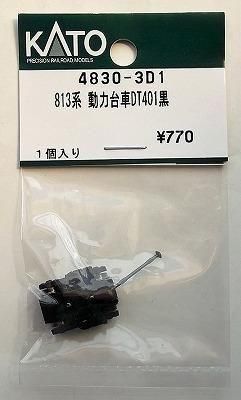 KATO
PRECISION RAILROAD MODELS
4830-3D1
813系 動力台車DT401黒
¥770
1個入り